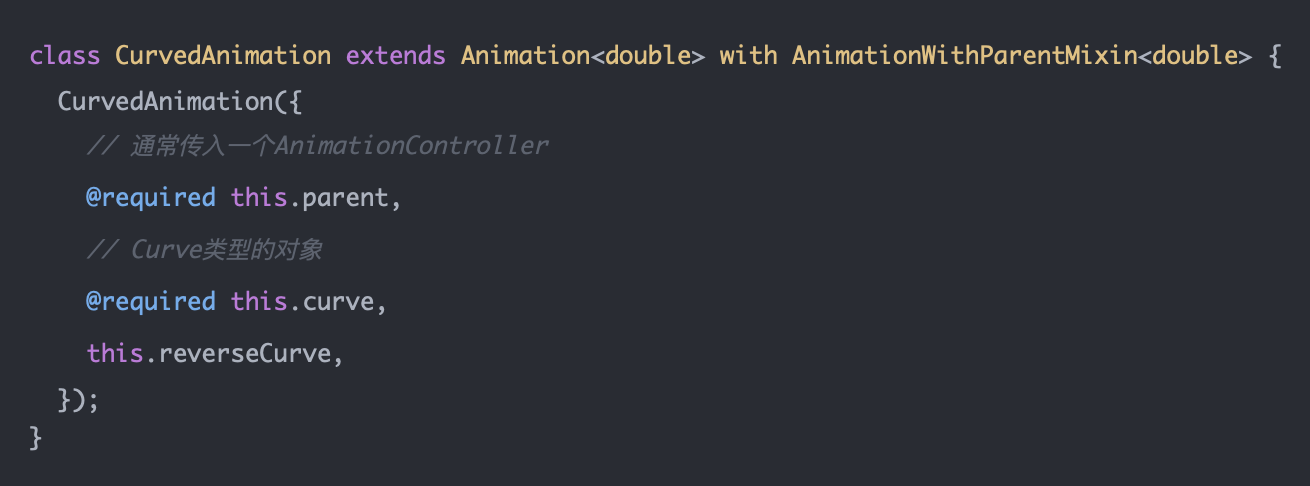 class CurvedAnimation extends Animation<double> with AnimationWithParentMixin<double> {
  CurvedAnimation({
    // 通常传入一个AnimationController
    @required this.parent,
    // Curve类型的对象
    @required this.curve,
    this.reverseCurve,
  });
}